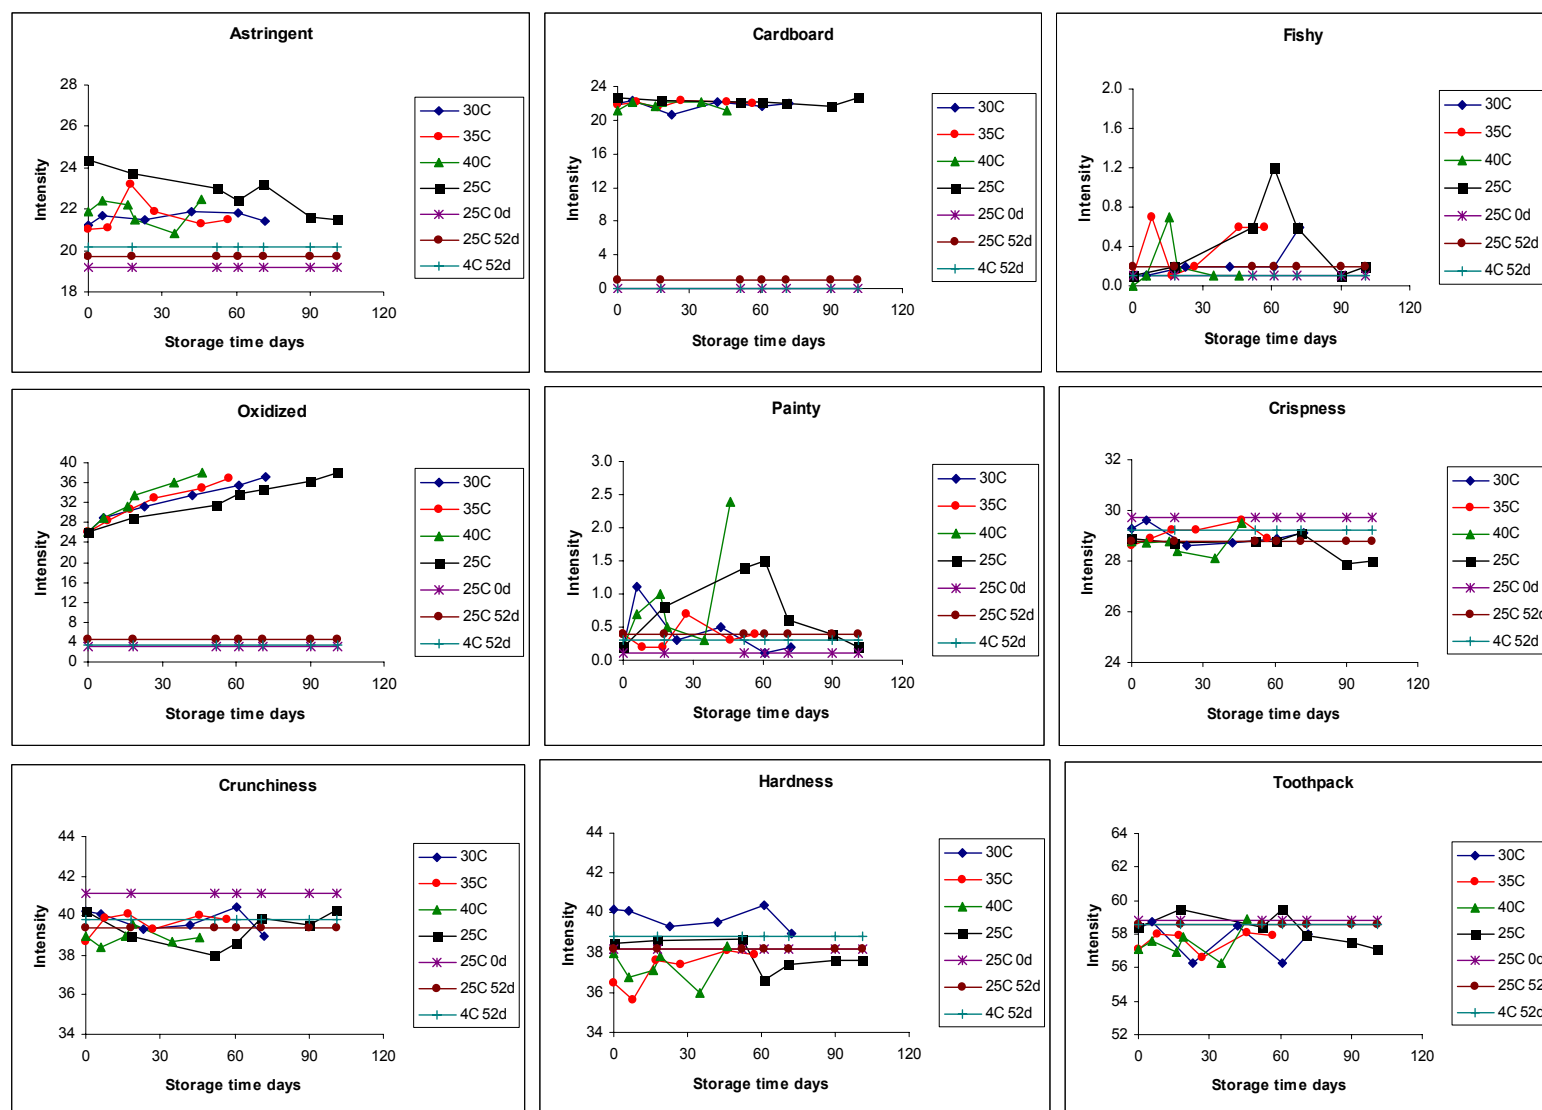 Astringent
28
26
24
22
20
18
0
30
60
90
120
Intensity
Storage time days
30C
35C
40C
25C
25C 0d
25C 52d
4C 52d
Cardboard
24
20
16
12
8
4
0
0
30
60
90
120
Intensity
Storage time days
30C
35C
40C
25C
25C 0d
25C 52d
4C 52d
Fishy
2.0
1.6
1.2
0.8
0.4
0.0
0
30
60
90
120
Intensity
Storage time days
30C
35C
40C
25C
25C 0d
25C 52d
4C 52d
Oxidized
40
36
32
28
24
20
16
12
8
4
0
0
30
60
90
120
Intensity
Storage time days
30C
35C
40C
25C
25C 0d
25C 52d
4C 52d
Painty
3.0
2.5
2.0
1.5
1.0
0.5
0.0
0
30
60
90
120
Intensity
Storage time days
30C
35C
40C
25C
25C 0d
25C 52d
4C 52d
Crispness
32
30
28
26
24
0
30
60
90
120
Intensity
Storage time days
30C
35C
40C
25C
25C 0d
25C 52d
4C 52d
Crunchiness
44
42
40
38
36
34
0
30
60
90
120
Intensity
Storage time days
30C
35C
40C
25C
25C 0d
25C 52d
4C 52d
Hardness
44
42
40
38
36
34
0
30
60
90
120
Intensity
Storage time days
30C
35C
40C
25C
25C 0d
25C 52d
4C 52d
Toothpack
64
62
60
58
56
54
52
0
30
60
90
120
Intensity
Storage time days
30C
35C
40C
25C
25C 0d
25C 52d
4C 52d